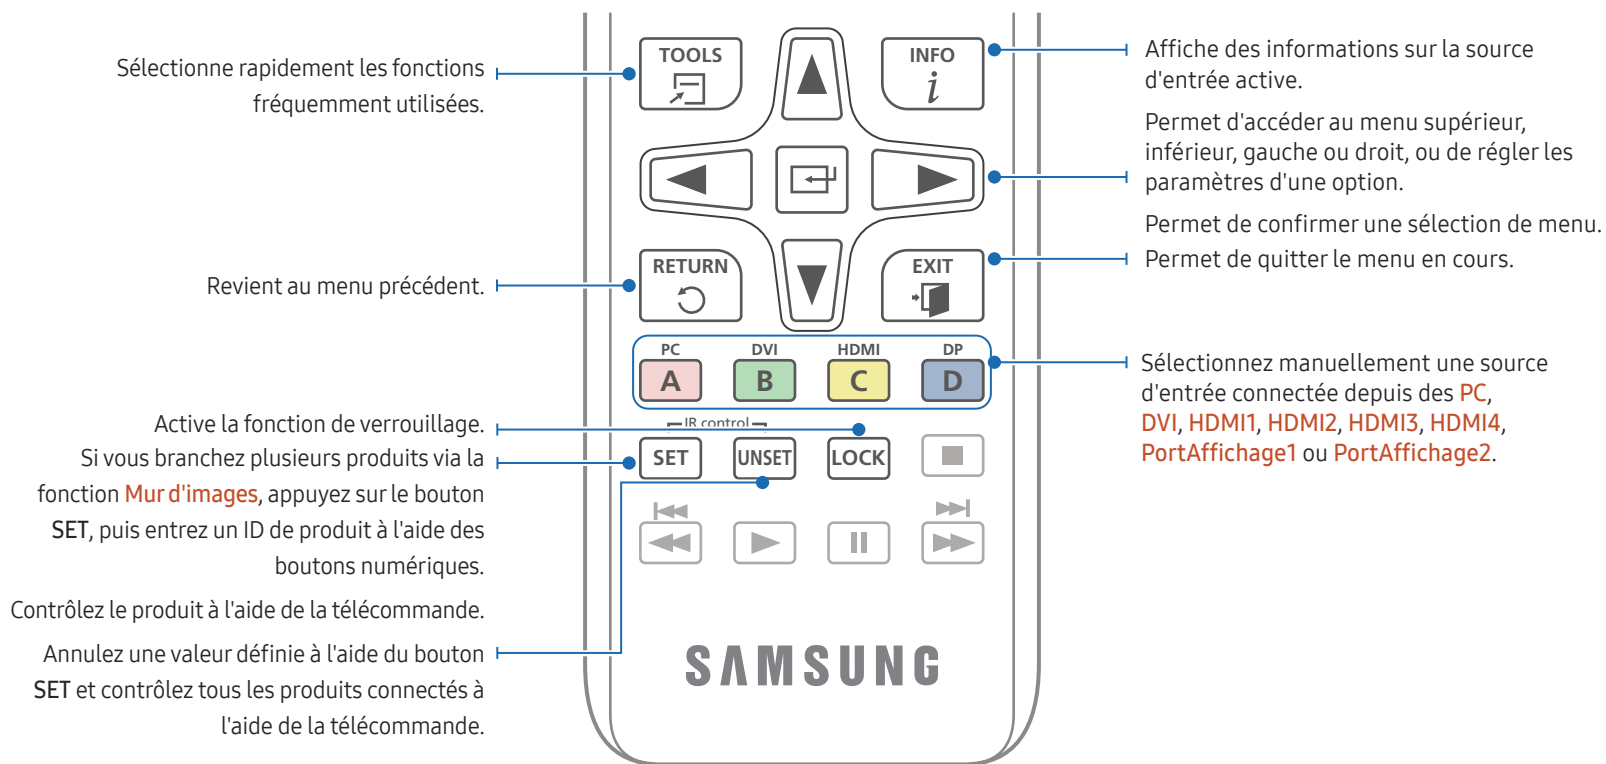 Sélectionne rapidement les fonctions
fréquemment utilisées.
TOOLS
INFO
i
Affiche des informations sur la source
d'entrée active.
Permet d'accéder au menu supérieur,
inférieur, gauche ou droit, ou de régler les
paramètres d'une option.
Permet de confirmer une sélection de menu.
Revient au menu précédent.
RETURN
EXIT
Permet de quitter le menu en cours.
PC DVI HDMI DP
A B C D
Sélectionnez manuellement une source
d'entrée connectée depuis des PC,
DVI, HDMI1, HDMI2, HDMI3, HDMI4,
PortAffichage1 ou PortAffichage2.
Active la fonction de verrouillage.
IR control
SET UNSET LOCK
Si vous branchez plusieurs produits via la
fonction Mur d'images, appuyez sur le bouton
SET, puis entrez un ID de produit à l'aide des
boutons numériques.
Contrôlez le produit à l'aide de la télécommande.
Annulez une valeur définie à l'aide du bouton
SET et contrôlez tous les produits connectés à
l'aide de la télécommande.
SAMSUNG